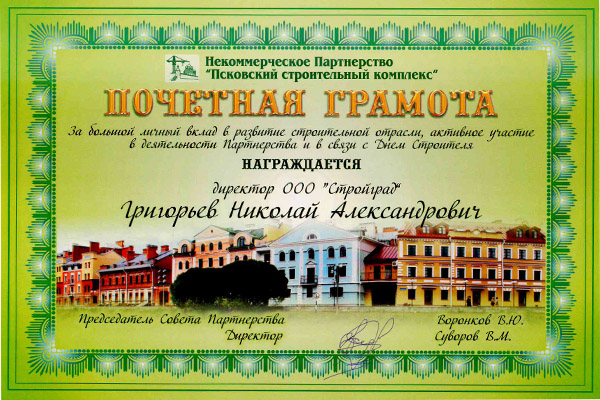 Некоммерческое Партнерство
"Псковский строительный комплекс"
ПОЧЕТНАЯ ГРАМОТА
За большой личный вклад в развитие строительной отрасли, активное участие
в деятельности Партнерства и в связи с Днем Строителя
НАГРАЖДАЕТСЯ
директор ООО "Стройград"
Григорьев Николай Александрович
Председатель Совета Партнерства Воронков В.Ю.
Директор Суворов В.М.